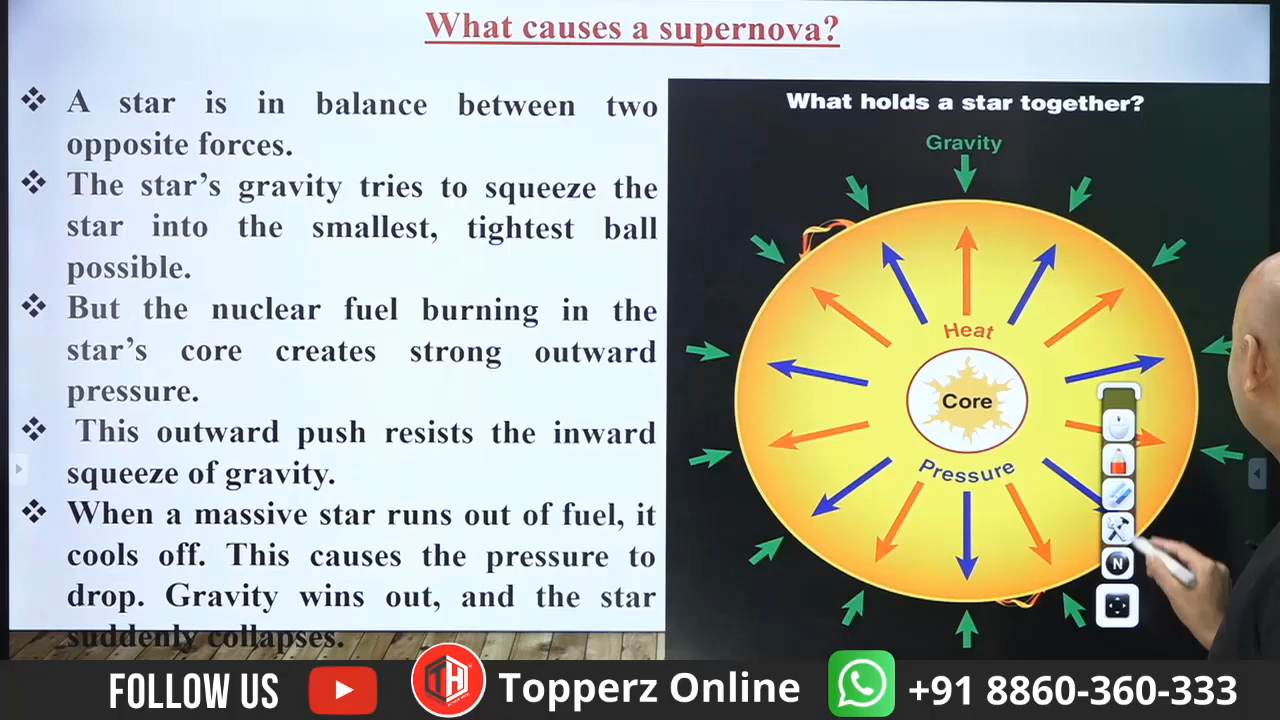 What causes a supernova?
A star is in balance between two
opposite forces.
The star's gravity tries to squeeze the
star into the smallest, tightest ball
possible.
But the nuclear fuel burning in the
star's core creates strong outward
pressure.
This outward push resists the inward
squeeze of gravity.
When a massive star runs out of fuel, it
cools off. This causes the pressure to
drop. Gravity wins out, and the star
suddenly collapses.
What holds a star together?
Gravity
Heat
Core
Pressure
N
FOLLOW US
TH
Topperz Online
+91 8860-360-333